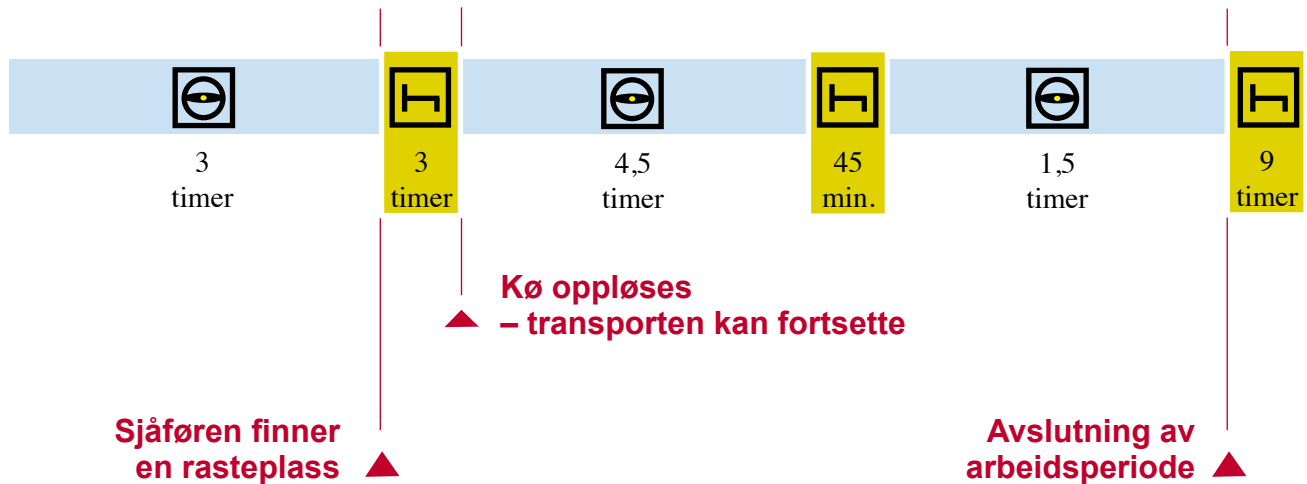 3
timer
3
timer
4,5
timer
45
min.
1,5
timer
9
timer
Kø oppløses
– transporten kan fortsette
Sjåføren finner
en rasteplass
Avslutning av
arbeidsperiode